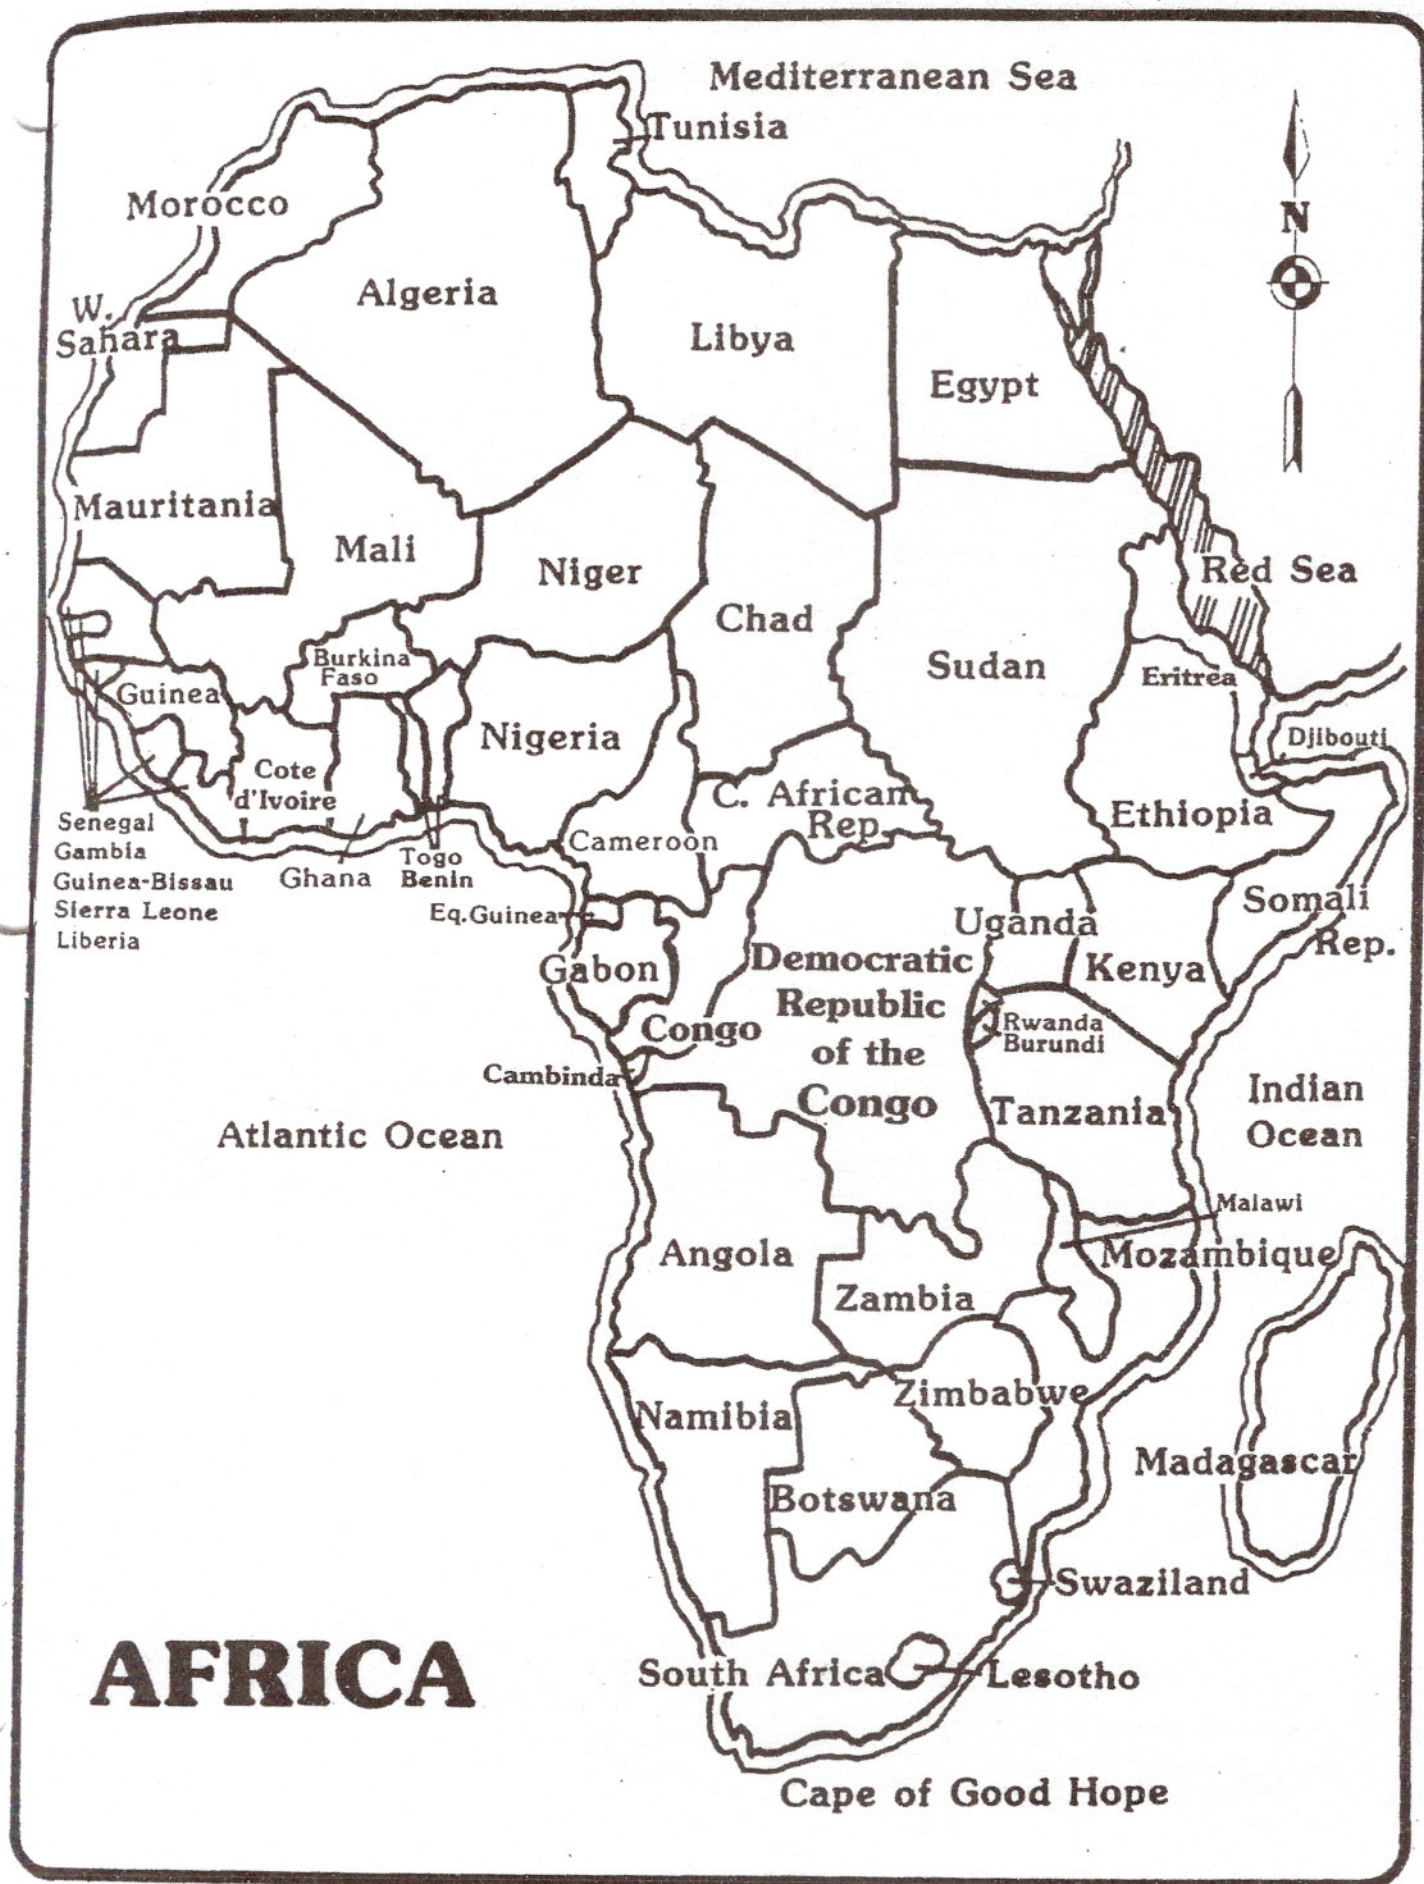 Mediterranean Sea
Tunisia
Morocco
N
Algeria
W.
Sahara
Libya
Egypt
Mauritania
Mali
Niger
Red Sea
Chad
Burkina
Faso
Sudan
Eritrea
Guinea
Nigeria
Djibouti
Cote
d'Ivoire
C. African
Rep.
Ethiopia
Cameroon
Senegal
Gambia
Guinea-Bissau
Sierra Leone
Liberia
Ghana
Togo
Benin
Eq.Guinea
Uganda
Somali
Rep.
Gabon
Democratic
Republic
of the
Congo
Kenya
Congo
Rwanda
Burundi
Cambinda
Tanzania
Indian
Ocean
Atlantic Ocean
Malawi
Angola
Mozambique
Zambia
Zimbabwe
Namibia
Madagascar
Botswana
Swaziland
AFRICA
South Africa
Lesotho
Cape of Good Hope